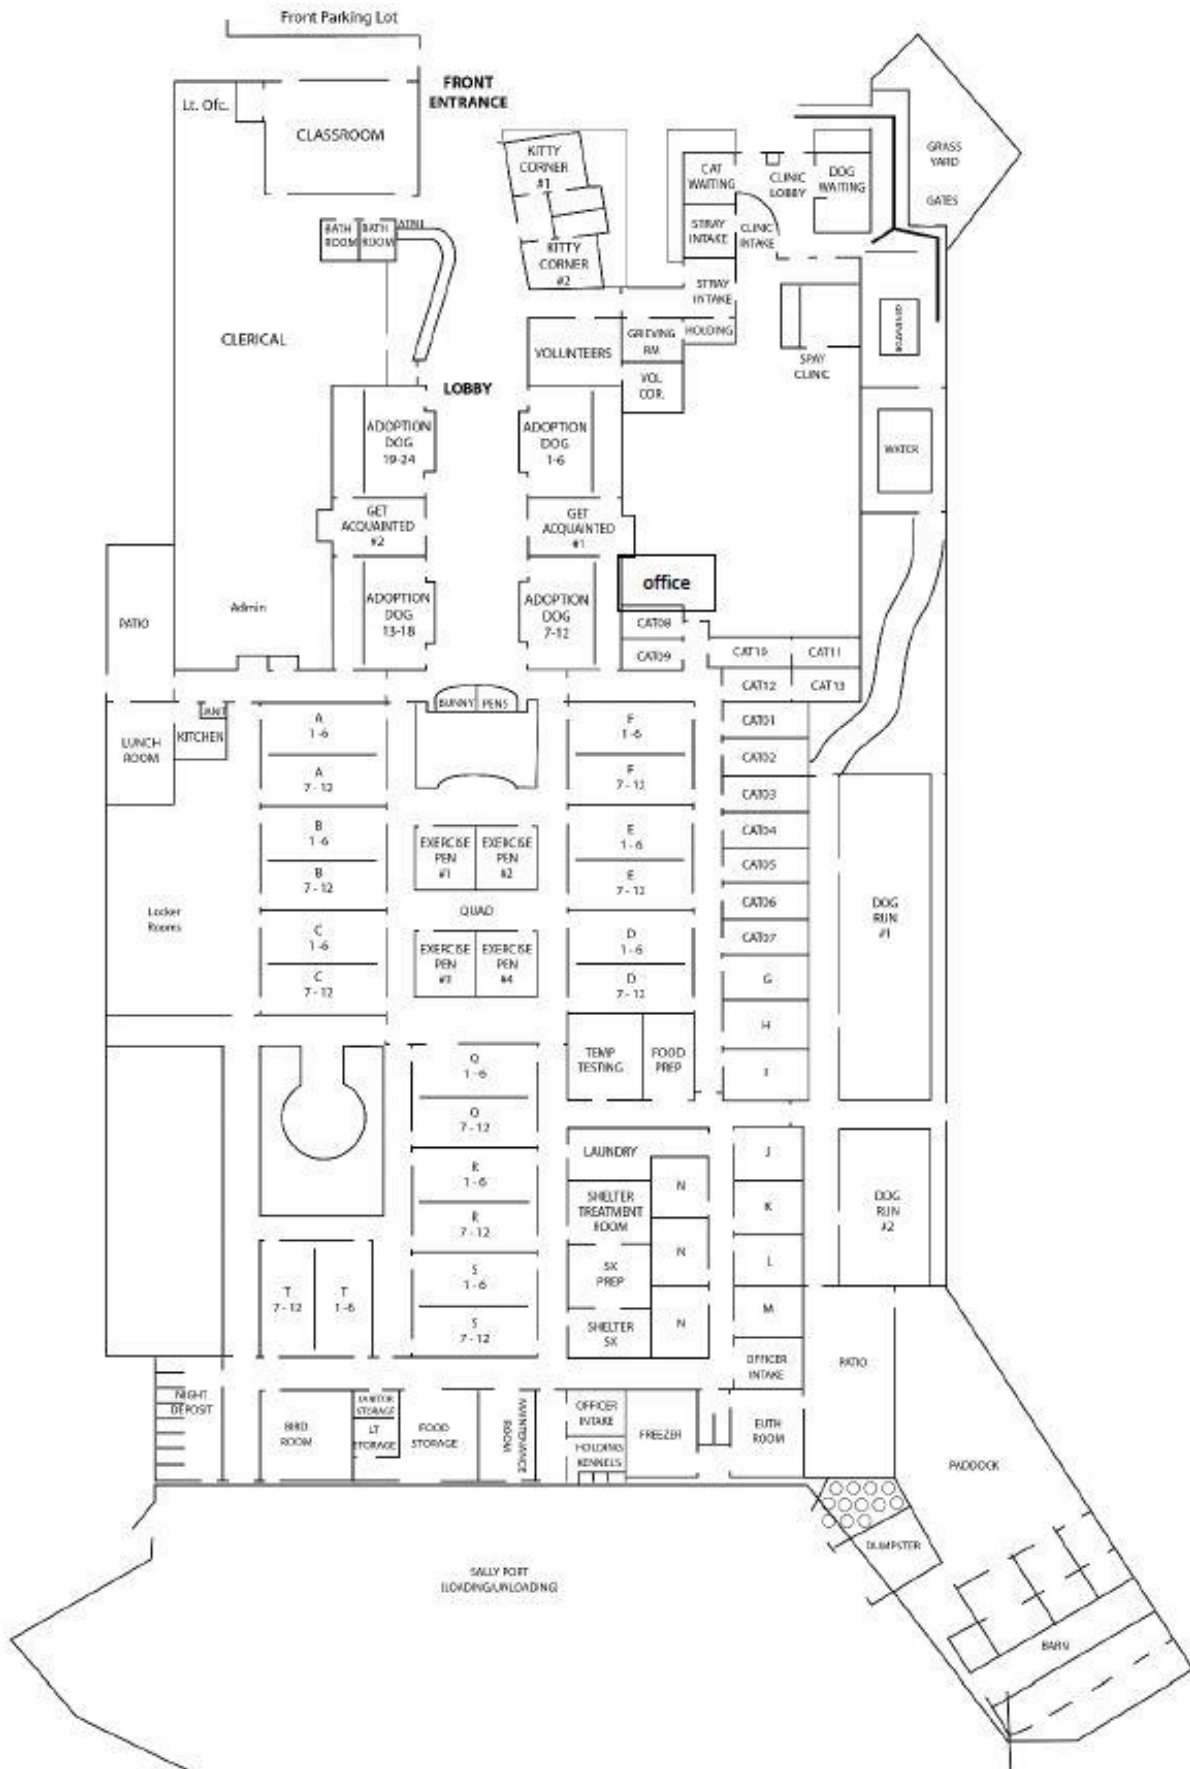 Front Parking Lot
FRONT
ENTRANCE
Lt. Ofc.
CLASSROOM
KITTY
CORNER
#1
KITTY
CORNER
#2
CAT
WAITING
CLINIC
LOBBY
DOG
WAITING
GRASS
YARD
GATES
STRAY
INTAKE
CLINIC
INTAKE
BATH
ROOM
BATH
ROOM
STRAY
INTAKE
HOLDING
GENERATOR
CLERICAL
VOLUNTEERS
GRIEVING
RM
VOL
COR.
SPAY
CLINIC
LOBBY
ADOPTION
DOG
19-24
ADOPTION
DOG
1-6
WATER
GET
ACQUAINTED
#2
GET
ACQUAINTED
#1
office
PATIO
Admin
ADOPTION
DOG
13-18
ADOPTION
DOG
7-12
CAT08
CAT09
CAT10
CAT11
CAT12
CAT13
BUNNY
PENS
JANIT
KITCHEN
LUNCH
ROOM
A
1-6
A
7 - 12
F
1 -6
F
7 - 12
CAT01
CAT02
CAT03
CAT04
CAT05
CAT06
CAT07
B
1-6
B
7 - 12
EXERCISE
PEN
#1
EXERCISE
PEN
#2
E
1 -6
E
7 - 12
DOG
RUN
#1
Locker
Rooms
QUAD
C
1 -6
C
7 - 12
EXERCISE
PEN
#3
EXERCISE
PEN
#4
D
1 -6
D
7 -12
G
H
I
Q
1 -6
Q
7 - 12
TEMP
TESTING
FOOD
PREP
R
1 -6
R
7 - 12
LAUNDRY
SHELTER
TREATMENT
ROOM
N
J
K
DOG
RUN
#2
S
1 -6
S
7 - 12
SX
PREP
N
L
T
7 - 12
T
1 -6
SHELTER
SX
N
M
OFFICER
INTAKE
PATIO
NIGHT
DEPOSIT
BIRD
ROOM
JANITOR
STORAGE
LT
STORAGE
FOOD
STORAGE
MAINTENANCE
ROOM
OFFICER
INTAKE
HOLDING
KENNELS
FREEZER
EUTH
ROOM
PADDOCK
DUMPSTER
SALLY PORT
(LOADING/UNLOADING)
BARN